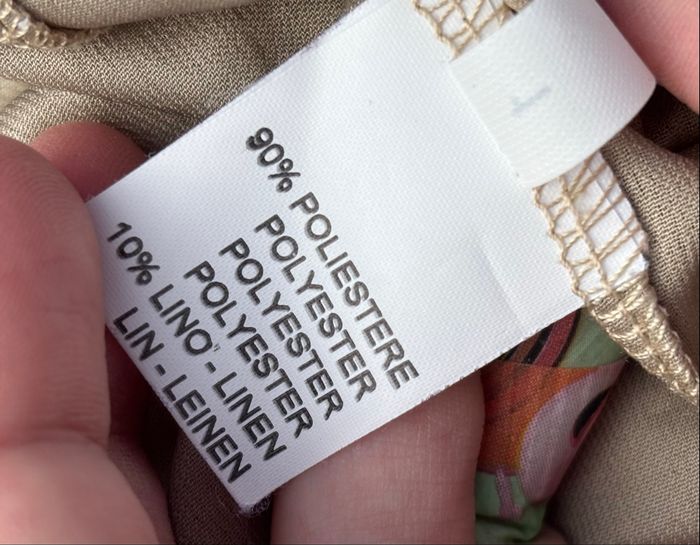 90% POLIESTERE
POLYESTER
POLYESTER
POLYESTER
10% LINO" - LINEN
LIN - LEINEN